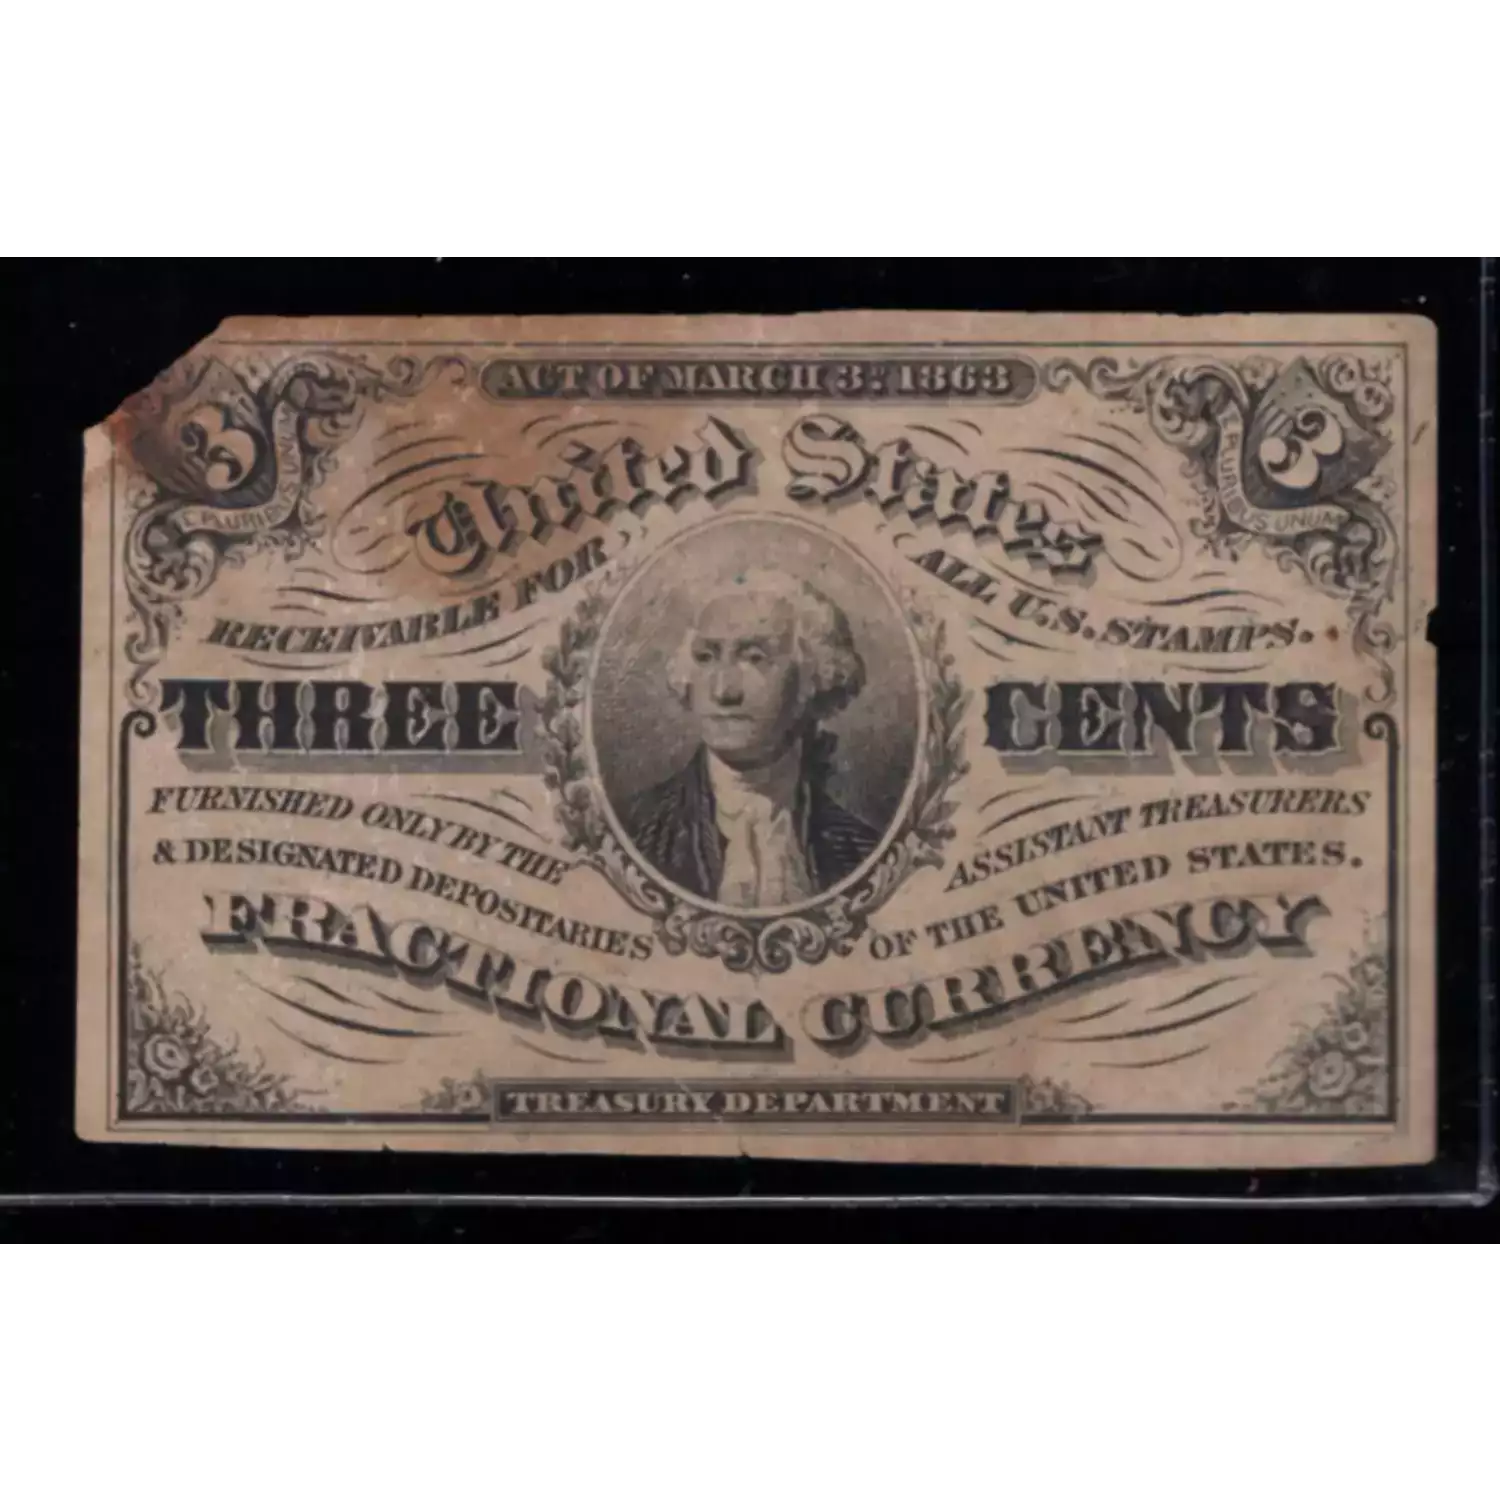 ACT OF MARCH 3: 1863
3
3
E PLURIBUS UNUM
E PLURIBUS UNUM
United States
RECEIVABLE FOR ALL U.S. STAMPS.
THREE CENTS
FURNISHED ONLY BY THE ASSISTANT TREASURERS
& DESIGNATED DEPOSITARIES OF THE UNITED STATES.
FRACTIONAL CURRENCY
TREASURY DEPARTMENT